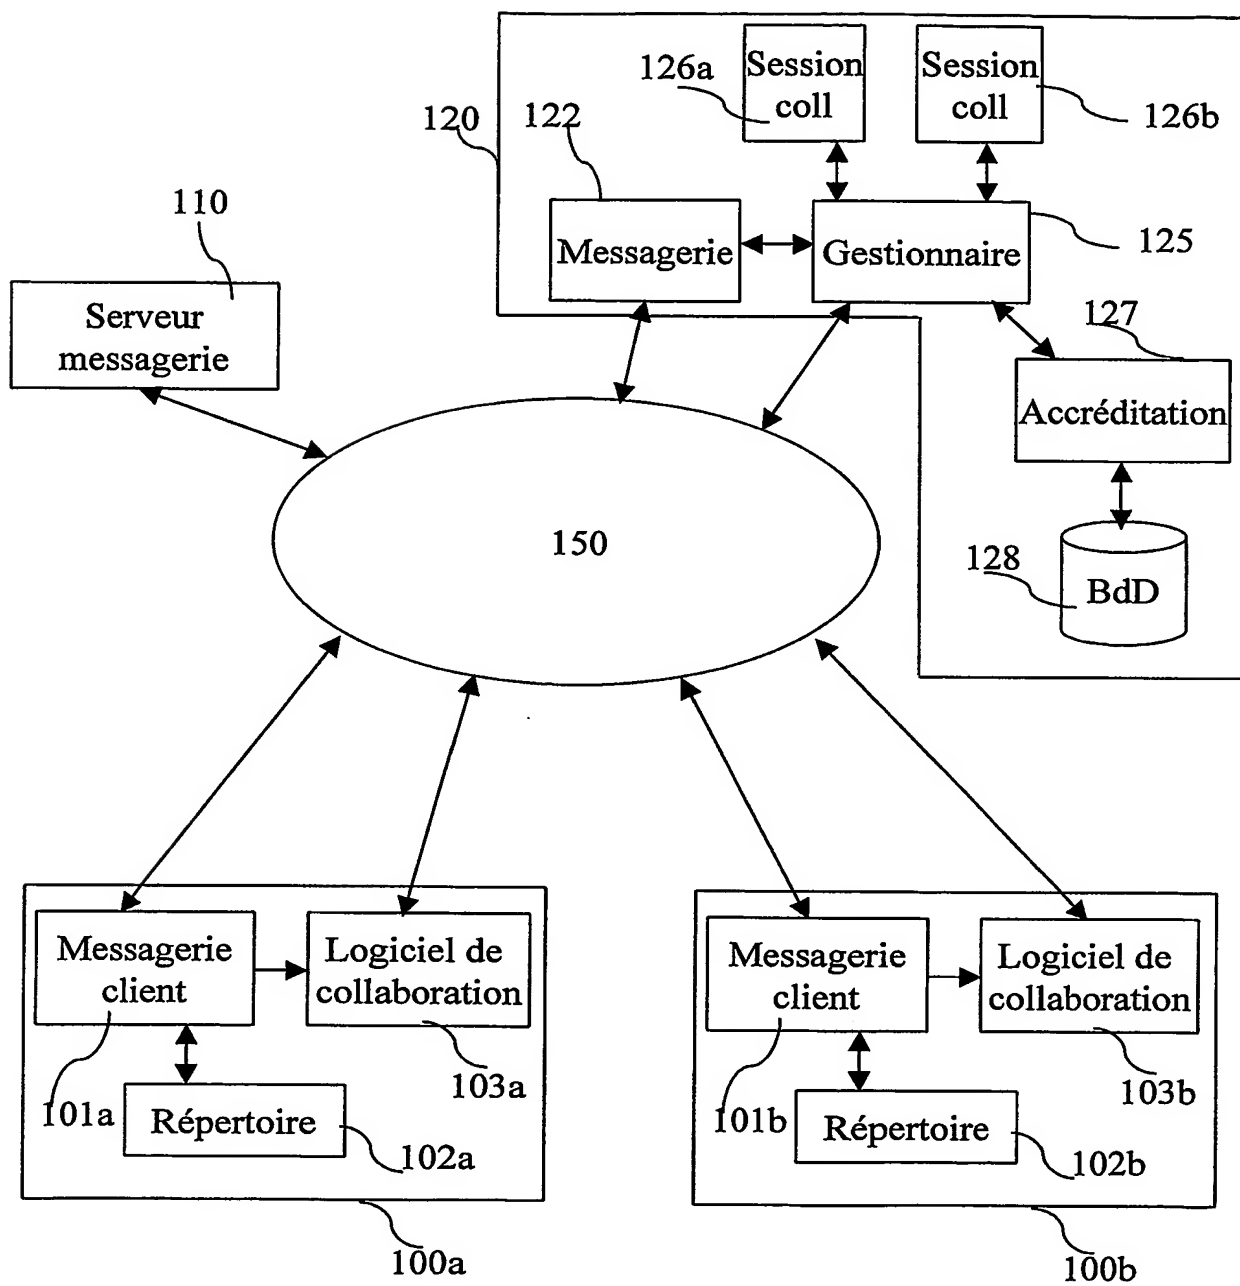 Session
coll
Session
coll
126a
126b
120
122
110
Messagerie
Gestionnaire
125
Serveur
messagerie
127
Accréditation
150
128
BdD
Messagerie
client
Logiciel de
collaboration
Messagerie
client
Logiciel de
collaboration
101a
103a
101b
103b
Répertoire
102a
Répertoire
102b
100a
100b